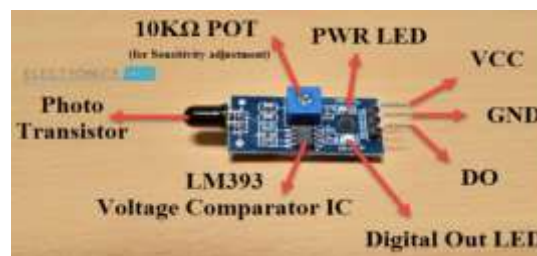 10KΩ POT
(for Sensitivity adjustment)
PWR LED
VCC
GND
DO
Photo
Transistor
LM393
Voltage Comparator IC
Digital Out LED